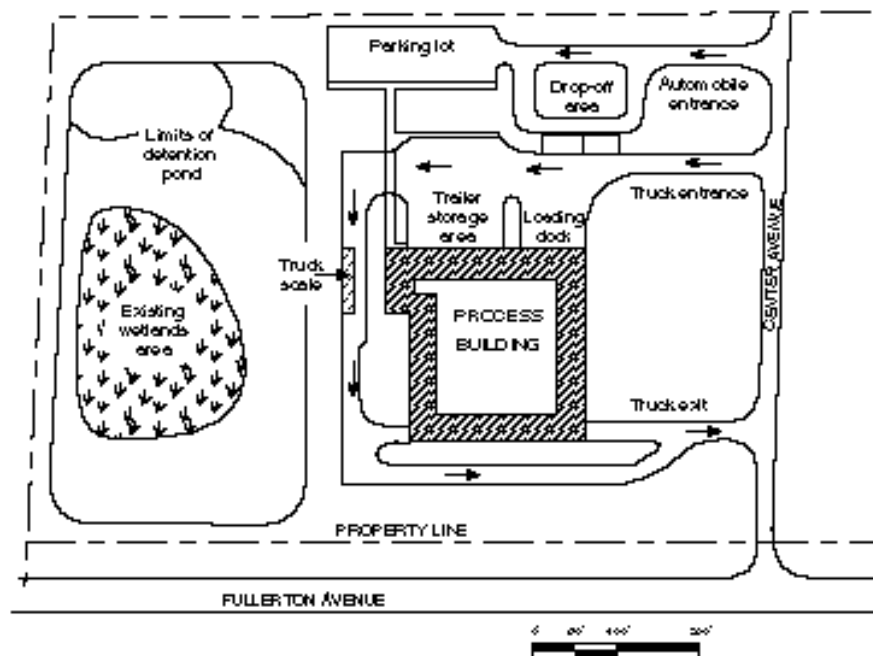 Parking lot
Drop-off
area
Automobile
entrance
Limits of
detention
pond
Truck entrance
Trailer
storage
area
Loading
dock
CENTER AVENUE
Truck
scale
Existing
wetlands
area
PROCESS
BUILDING
Truck exit
PROPERTY LINE
FULLERTON AVENUE
0